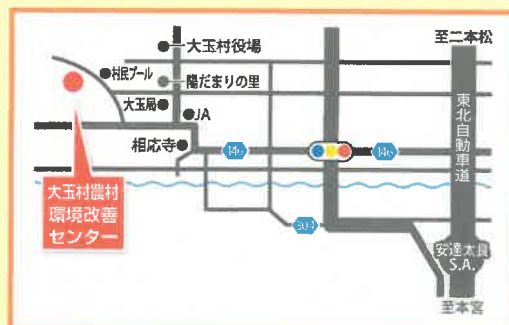 大玉村役場
至二本松
村民プール
陽だまりの里
大玉局
JA
東北自動車道
相応寺
146
146
大玉村農村
環境改善
センター
安達太良
S.A.
至本宮